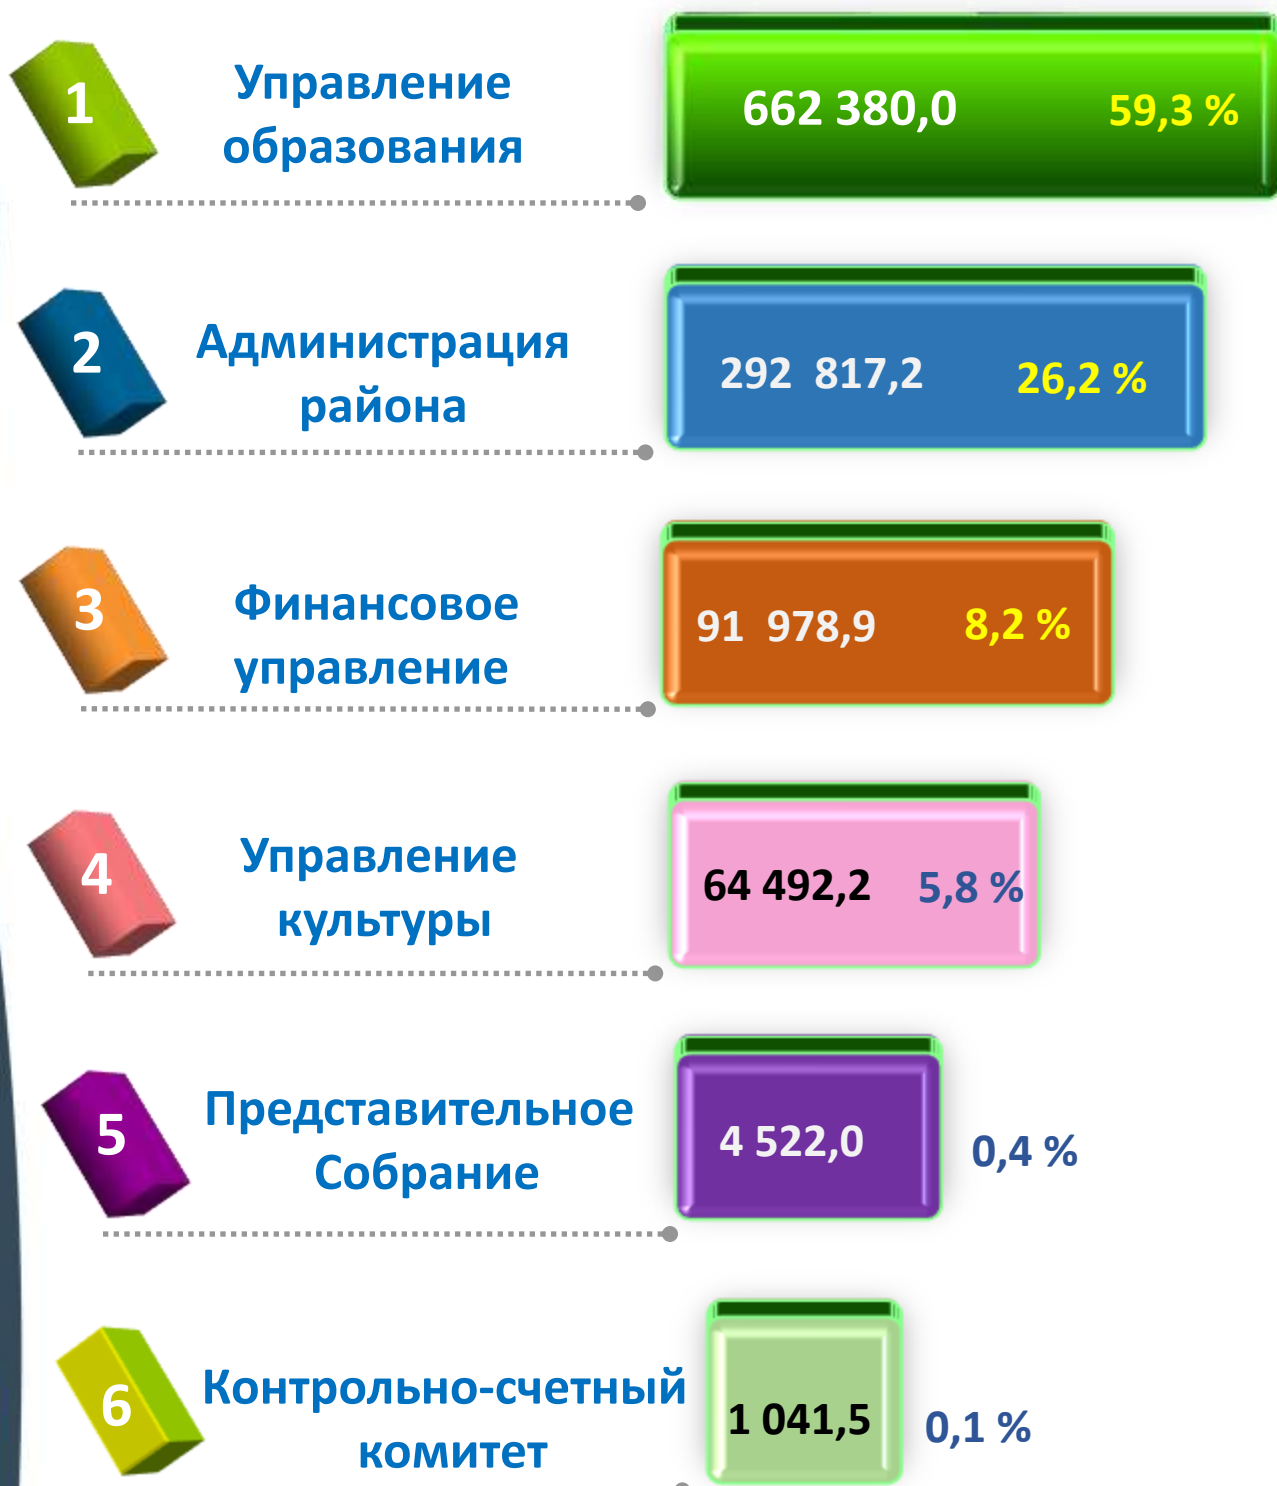 1
Управление
образования
662 380,0 59,3 %
2
Администрация
района
292 817,2 26,2 %
3
Финансовое
управление
91 978,9 8,2 %
4
Управление
культуры
64 492,2 5,8 %
5
Представительное
Собрание
4 522,0 0,4 %
6
Контрольно-счетный
комитет
1 041,5 0,1 %